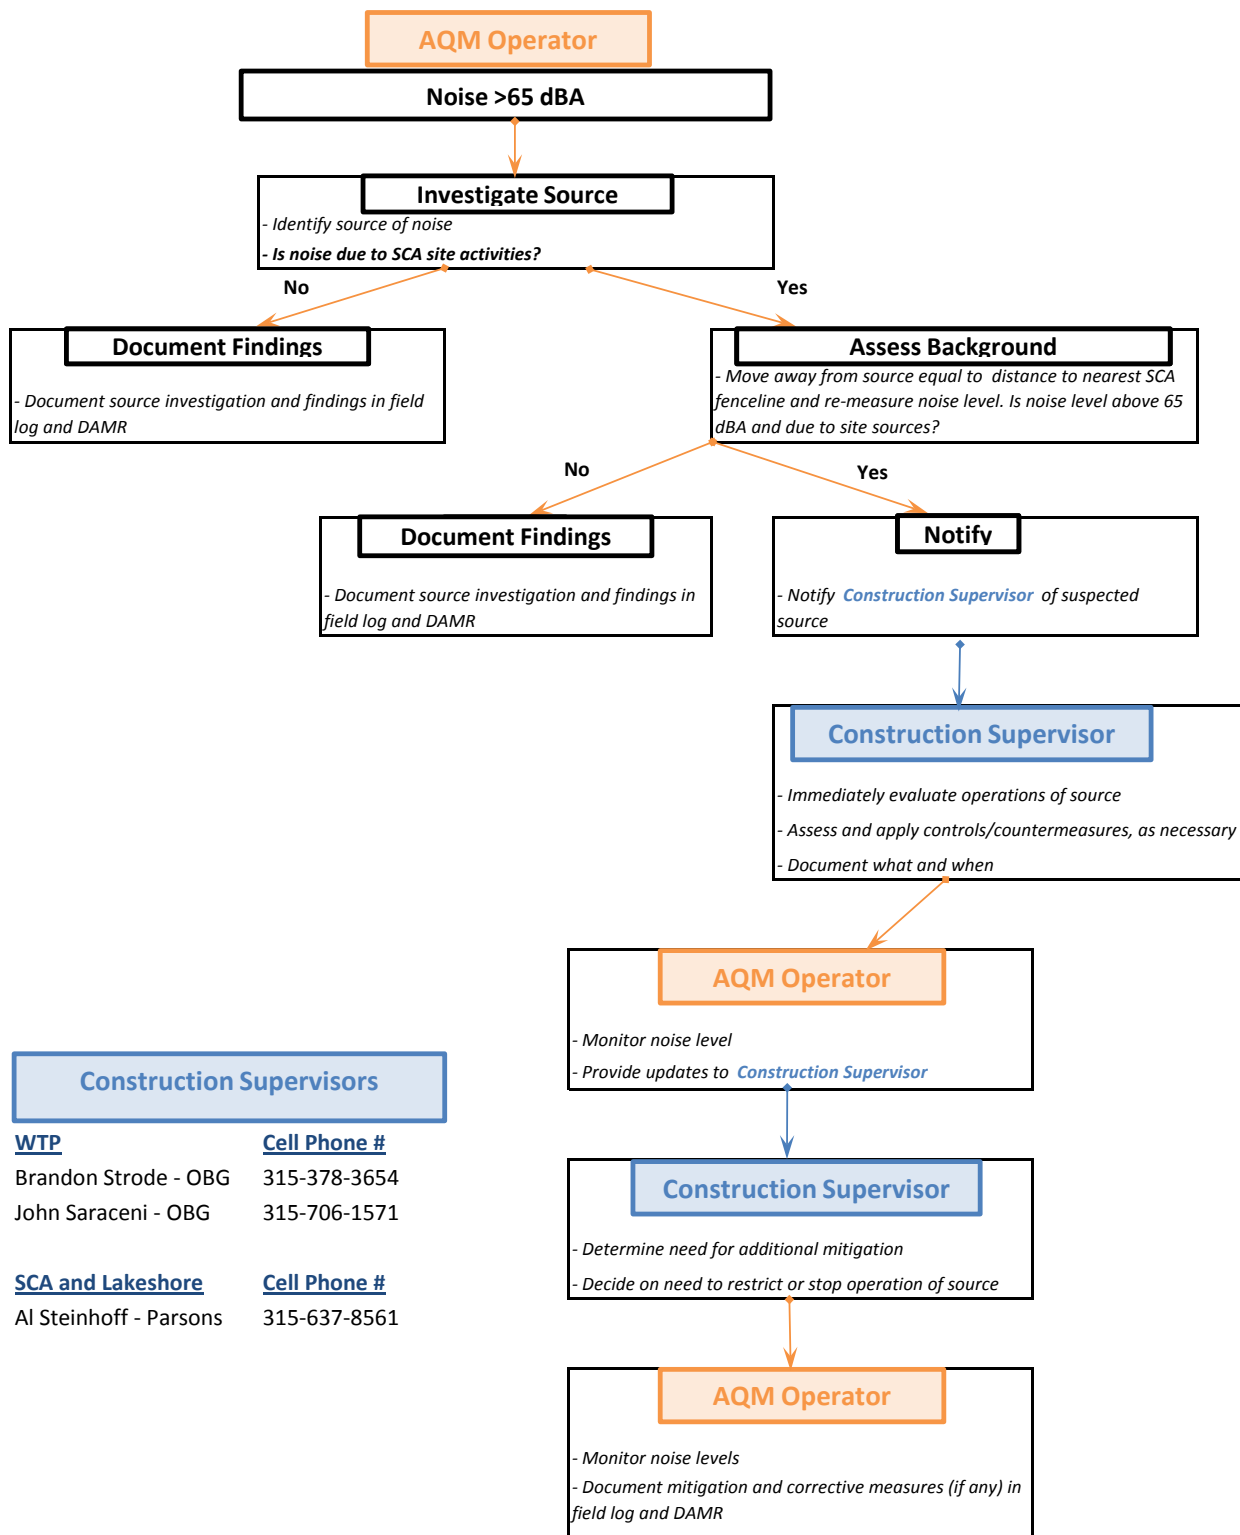 AQM Operator
Noise >65 dBA
Investigate Source
- Identify source of noise
- Is noise due to SCA site activities?
No
Yes
Document Findings
- Document source investigation and findings in field
log and DAMR
Assess Background
- Move away from source equal to distance to nearest SCA
fenceline and re-measure noise level. Is noise level above 65
dBA and due to site sources?
No
Yes
Document Findings
- Document source investigation and findings in
field log and DAMR
Notify
- Notify Construction Supervisor of suspected
source
Construction Supervisor
- Immediately evaluate operations of source
- Assess and apply controls/countermeasures, as necessary
- Document what and when
AQM Operator
- Monitor noise level
- Provide updates to Construction Supervisor
Construction Supervisors
WTP Cell Phone #
Brandon Strode - OBG 315-378-3654
John Saraceni - OBG 315-706-1571
SCA and Lakeshore Cell Phone #
Al Steinhoff - Parsons 315-637-8561
Construction Supervisor
- Determine need for additional mitigation
- Decide on need to restrict or stop operation of source
AQM Operator
- Monitor noise levels
- Document mitigation and corrective measures (if any) in
field log and DAMR